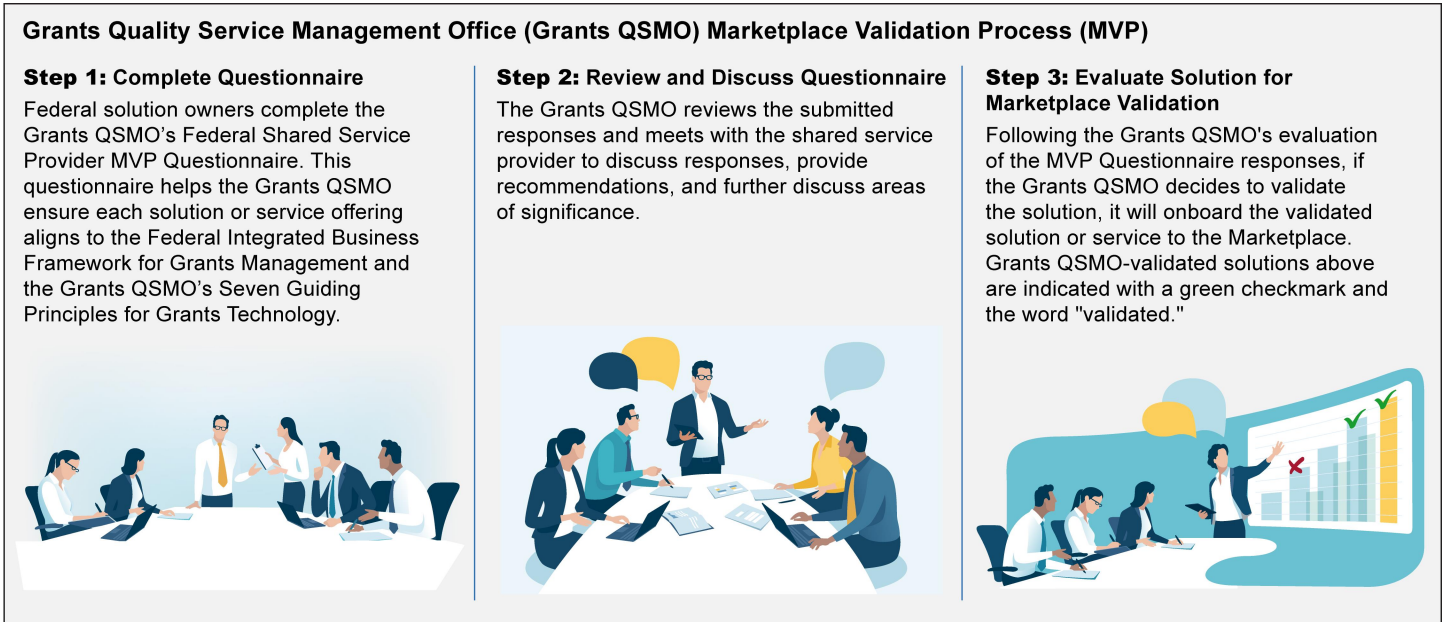 Grants Quality Service Management Office (Grants QSMO) Marketplace Validation Process (MVP)
Step 1: Complete Questionnaire
Federal solution owners complete the
Grants QSMO’s Federal Shared Service
Provider MVP Questionnaire. This
questionnaire helps the Grants QSMO
ensure each solution or service offering
aligns to the Federal Integrated Business
Framework for Grants Management and
the Grants QSMO’s Seven Guiding
Principles for Grants Technology.
Step 2: Review and Discuss Questionnaire
The Grants QSMO reviews the submitted
responses and meets with the shared service
provider to discuss responses, provide
recommendations, and further discuss areas
of significance.
Step 3: Evaluate Solution for
Marketplace Validation
Following the Grants QSMO's evaluation
of the MVP Questionnaire responses, if
the Grants QSMO decides to validate
the solution, it will onboard the validated
solution or service to the Marketplace.
Grants QSMO-validated solutions above
are indicated with a green checkmark and
the word "validated."